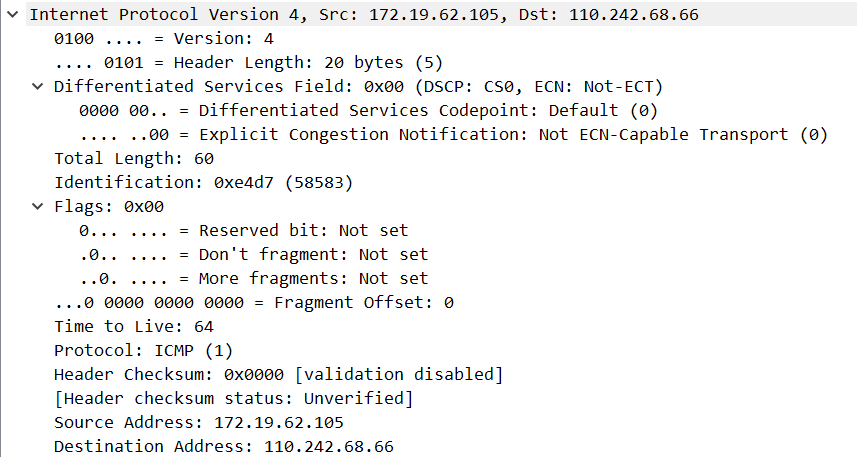 Internet Protocol Version 4, Src: 172.19.62.105, Dst: 110.242.68.66
0100 .... = Version: 4
.... 0101 = Header Length: 20 bytes (5)
Differentiated Services Field: 0x00 (DSCP: CS0, ECN: Not-ECT)
0000 00.. = Differentiated Services Codepoint: Default (0)
.... ..00 = Explicit Congestion Notification: Not ECN-Capable Transport (0)
Total Length: 60
Identification: 0xe4d7 (58583)
Flags: 0x00
0... .... = Reserved bit: Not set
.0.. .... = Don't fragment: Not set
..0. .... = More fragments: Not set
...0 0000 0000 0000 = Fragment Offset: 0
Time to Live: 64
Protocol: ICMP (1)
Header Checksum: 0x0000 [validation disabled]
[Header checksum status: Unverified]
Source Address: 172.19.62.105
Destination Address: 110.242.68.66